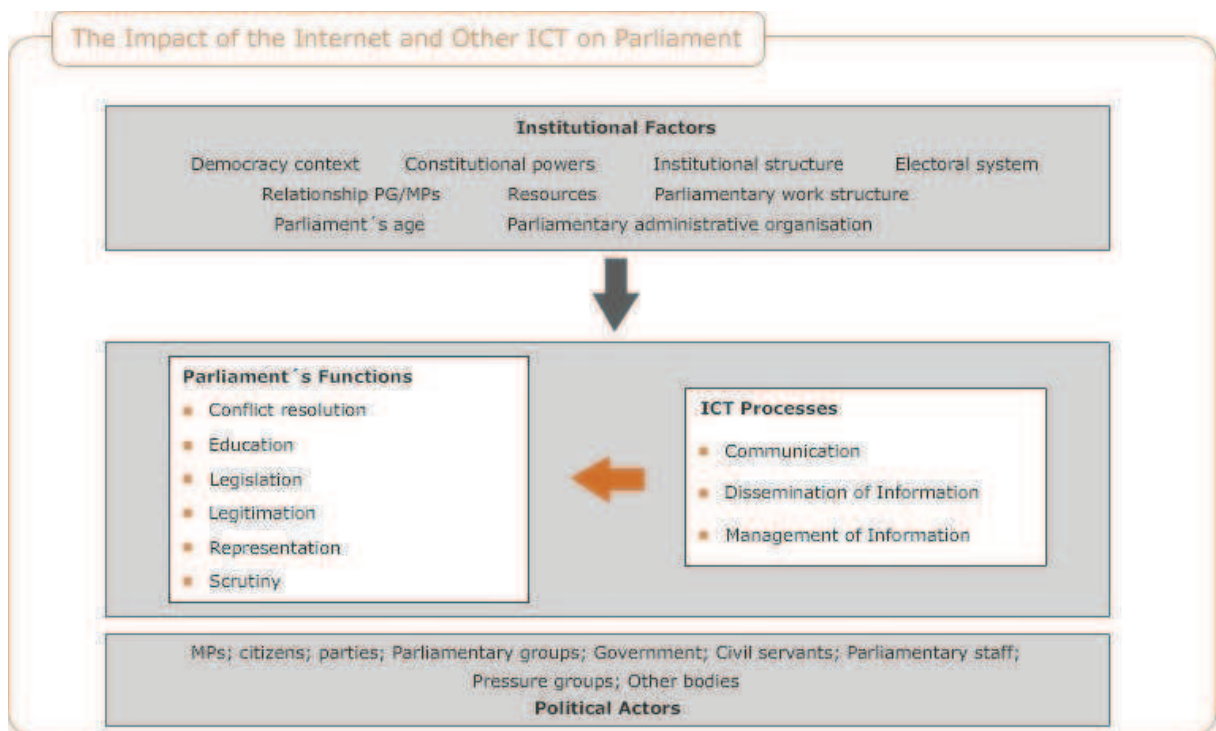 The Impact of the Internet and Other ICT on Parliament
Institutional Factors
Democracy context Constitutional powers Institutional structure Electoral system
Relationship PG/MPs Resources Parliamentary work structure
Parliament´s age Parliamentary administrative organisation
Parliament´s Functions
Conflict resolution
Education
Legislation
Legitimation
Representation
Scrutiny
ICT Processes
Communication
Dissemination of Information
Management of Information
MPs; citizens; parties; Parliamentary groups; Government; Civil servants; Parliamentary staff;
Pressure groups; Other bodies
Political Actors